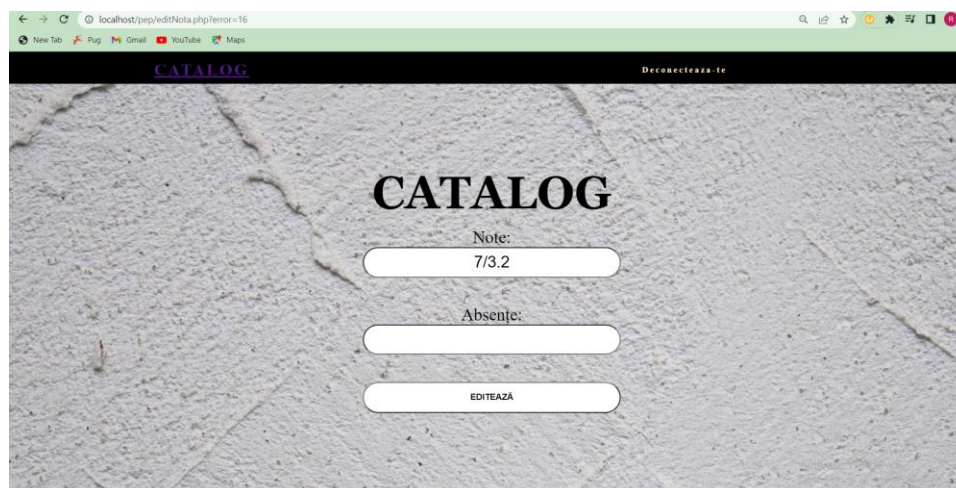 localhost/pep/editNota.php?error=16
New Tab Pug Gmail YouTube Maps
CATALOG Deconecteaza-te
CATALOG
Note:
7/3.2
Absențe:
EDITEAZĂ